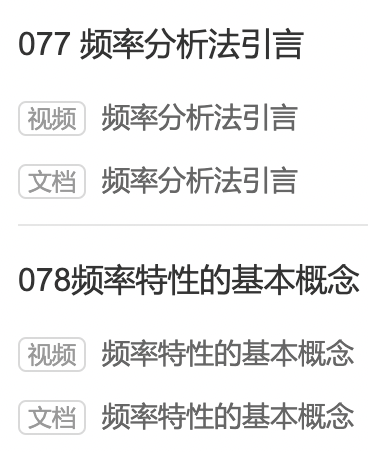 077 频率分析法引言
视频 频率分析法引言
文档 频率分析法引言
078频率特性的基本概念
视频 频率特性的基本概念
文档 频率特性的基本概念